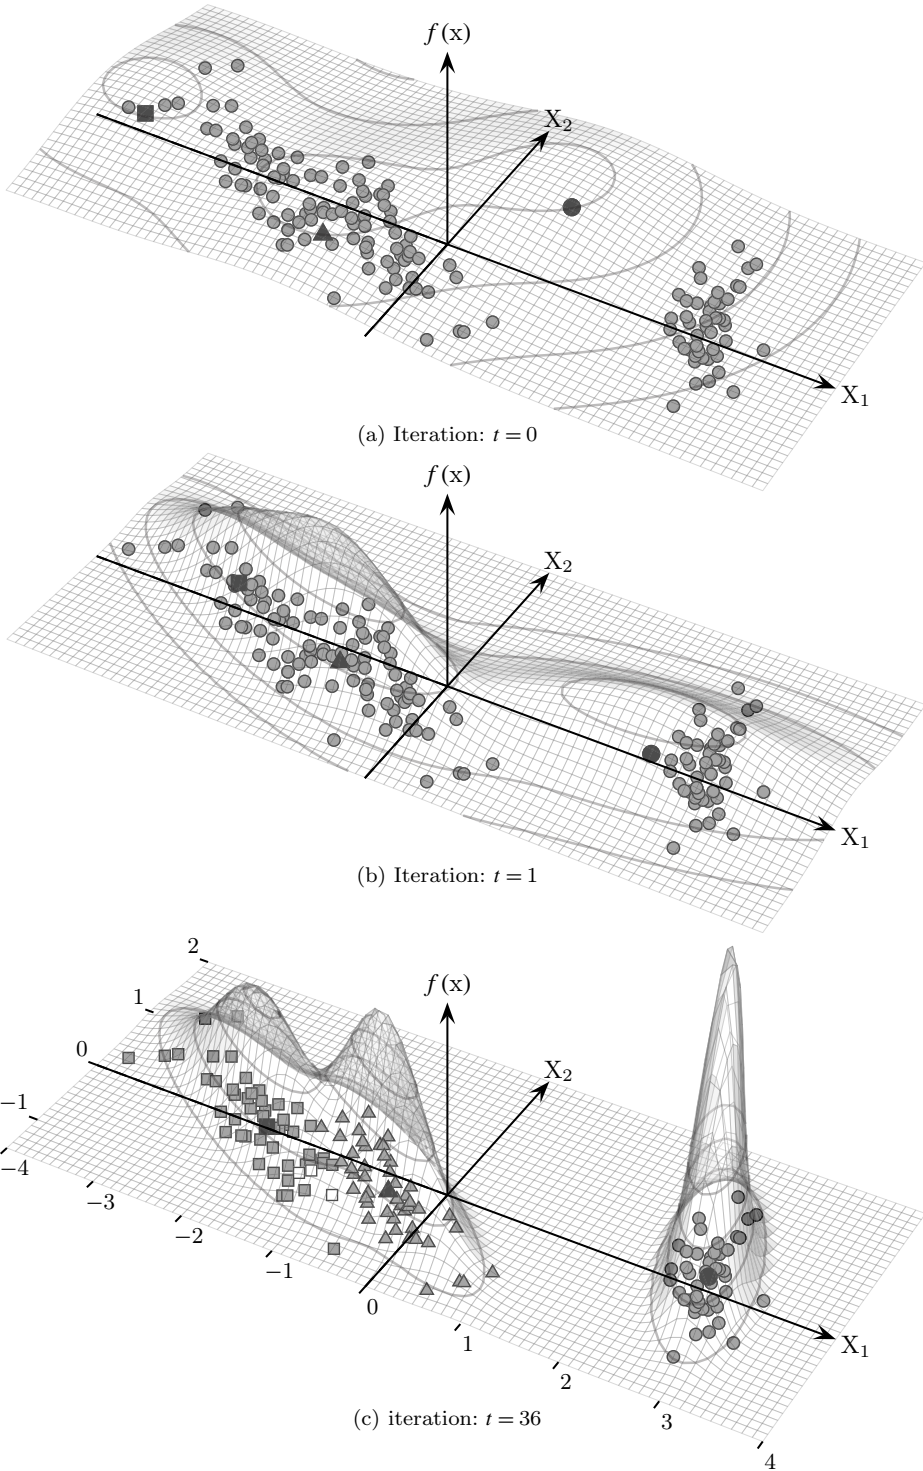 f (x)
X₂
X₁
(a) Iteration: t = 0
f (x)
X₂
X₁
(b) Iteration: t = 1
2
f (x)
1
0
X₂
−1
−4
−3
−2
−1
0
1
X₁
2
3
(c) iteration: t = 36
4